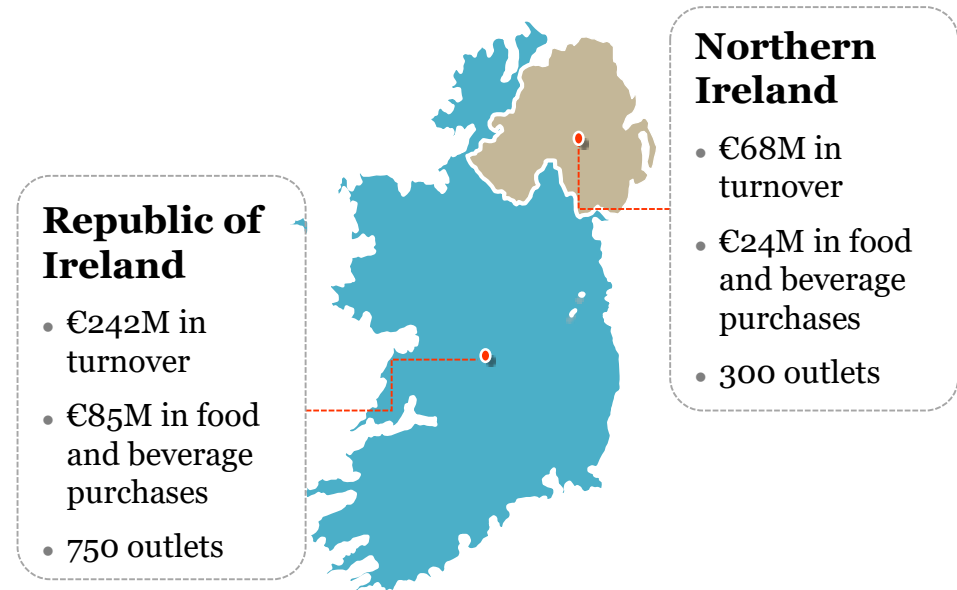 Republic of
Ireland
• €242M in
turnover
• €85M in food
and beverage
purchases
• 750 outlets
Northern
Ireland
• €68M in
turnover
• €24M in food
and beverage
purchases
• 300 outlets